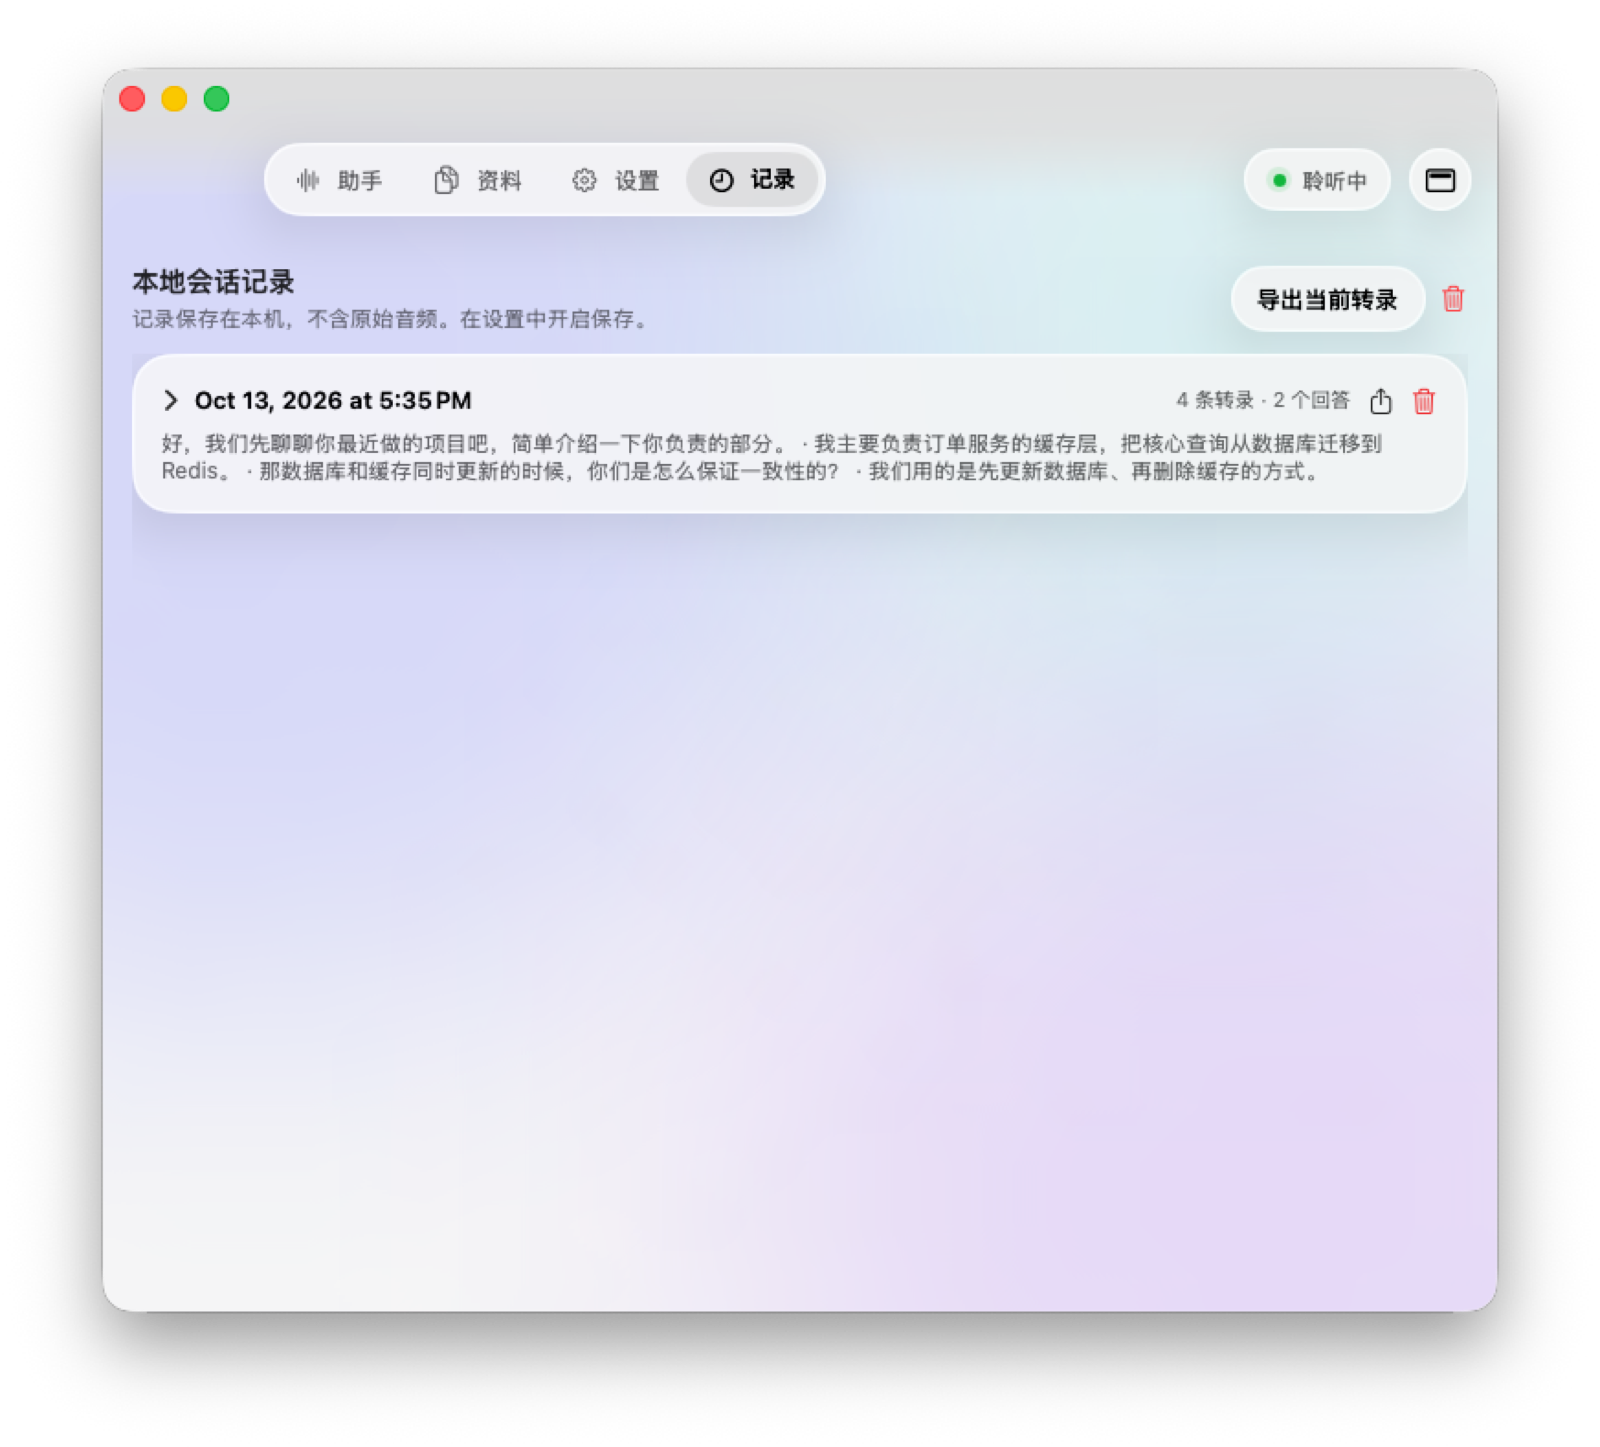 助手 资料 设置 记录 聆听中
本地会话记录
记录保存在本机，不含原始音频。在设置中开启保存。
导出当前转录
Oct 13, 2026 at 5:35 PM 4 条转录 · 2 个回答
好，我们先聊聊你最近做的项目吧，简单介绍一下你负责的部分。 · 我主要负责订单服务的缓存层，把核心查询从数据库迁移到
Redis。 · 那数据库和缓存同时更新的时候，你们是怎么保证一致性的？ · 我们用的是先更新数据库、再删除缓存的方式。